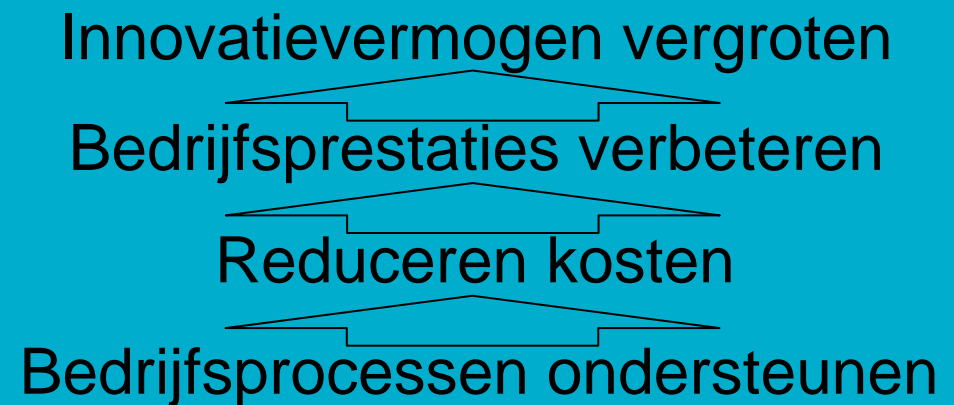 Innovatievermogen vergroten
Bedrijfsprestaties verbeteren
Reduceren kosten
Bedrijfsprocessen ondersteunen